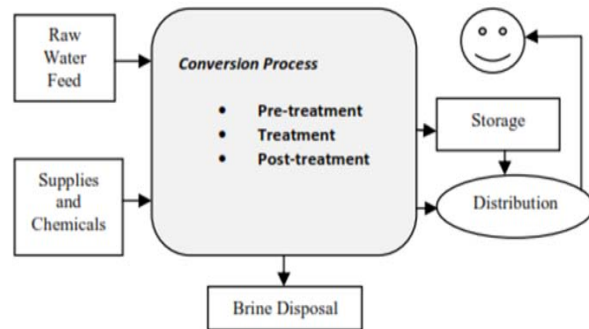 Raw
Water
Feed
Conversion Process
• Pre-treatment
• Treatment
• Post-treatment
Storage
Supplies
and
Chemicals
Distribution
Brine Disposal